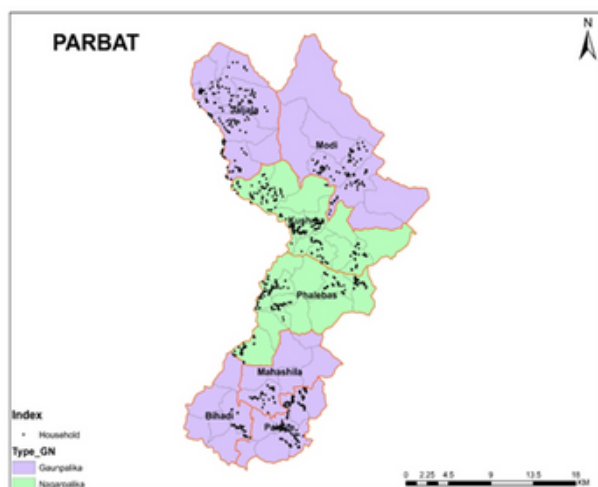 PARBAT
N
Jaljala
Modi
Kushma
Phalebas
Mahashila
Bihadi
Index
Household
Type_GN
Gaunpalika
Nagarpalika
0 2.25 4.5 9 13.5 18
KM